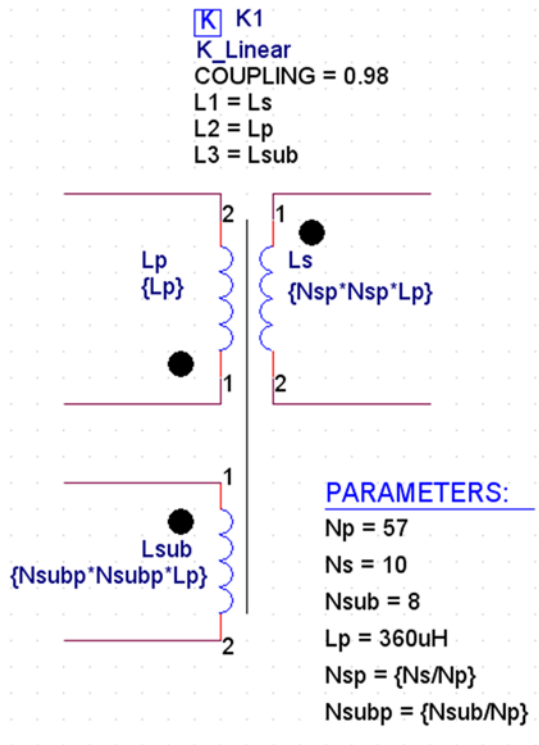 K K1
K_Linear
COUPLING = 0.98
L1 = Ls
L2 = Lp
L3 = Lsub
2
1
Lp
{Lp}
Ls
{Nsp*Nsp*Lp}
1
2
1
Lsub
{Nsubp*Nsubp*Lp}
2
PARAMETERS:
Np = 57
Ns = 10
Nsub = 8
Lp = 360uH
Nsp = {Ns/Np}
Nsubp = {Nsub/Np}